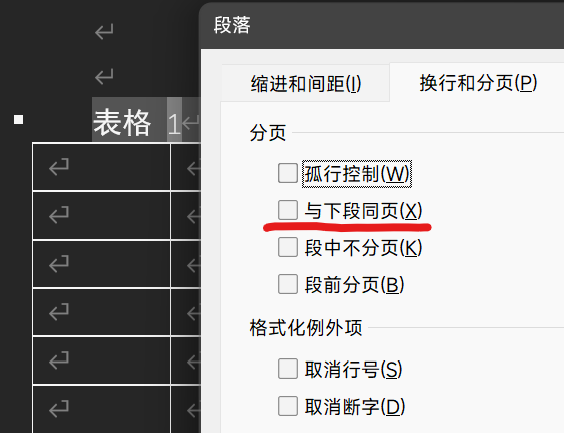 段落
缩进和间距(I)
换行和分页(P)
表格 1
分页
孤行控制(W)
与下段同页(X)
段中不分页(K)
段前分页(B)
格式化例外项
取消行号(S)
取消断字(D)